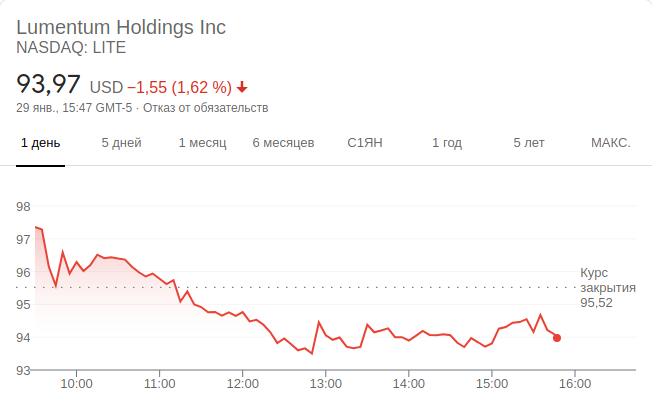 Lumentum Holdings Inc
NASDAQ: LITE
93,97 USD −1,55 (1,62 %)
29 янв., 15:47 GMT-5 · Отказ от обязательств
1 день 5 дней 1 месяц 6 месяцев С1ЯН 1 год 5 лет МАКС.
98
97
96
95
94
93
Курс
закрытия
95,52
10:00 11:00 12:00 13:00 14:00 15:00 16:00